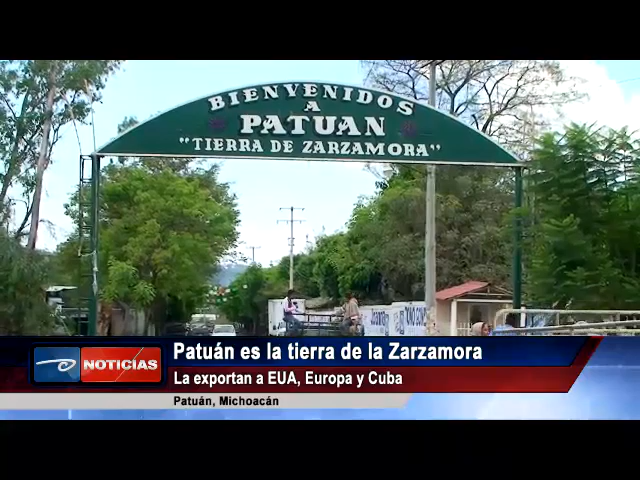 BIENVENIDOS
A
PATUAN
"TIERRA DE ZARZAMORA"
NOTICIAS
Patuán es la tierra de la Zarzamora
La exportan a EUA, Europa y Cuba
Patuán, Michoacán